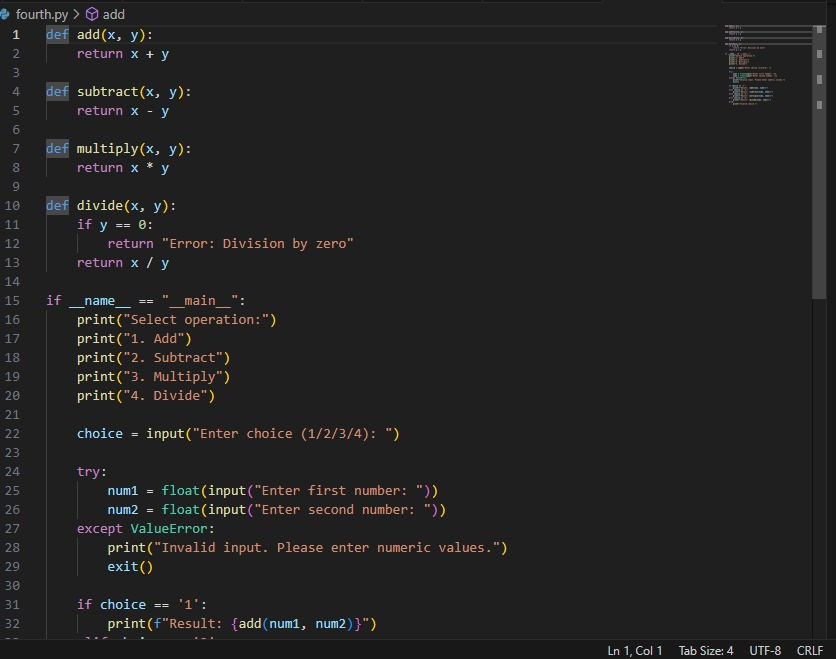 fourth.py > add
1 def add(x, y):
2     return x + y
3
4 def subtract(x, y):
5     return x - y
6
7 def multiply(x, y):
8     return x * y
9
10 def divide(x, y):
11     if y == 0:
12         return "Error: Division by zero"
13     return x / y
14
15 if __name__ == "__main__":
16     print("Select operation:")
17     print("1. Add")
18     print("2. Subtract")
19     print("3. Multiply")
20     print("4. Divide")
21
22     choice = input("Enter choice (1/2/3/4): ")
23
24     try:
25         num1 = float(input("Enter first number: "))
26         num2 = float(input("Enter second number: "))
27     except ValueError:
28         print("Invalid input. Please enter numeric values.")
29         exit()
30
31     if choice == '1':
32         print(f"Result: {add(num1, num2)}")
Ln 1, Col 1 Tab Size: 4 UTF-8 CRLF